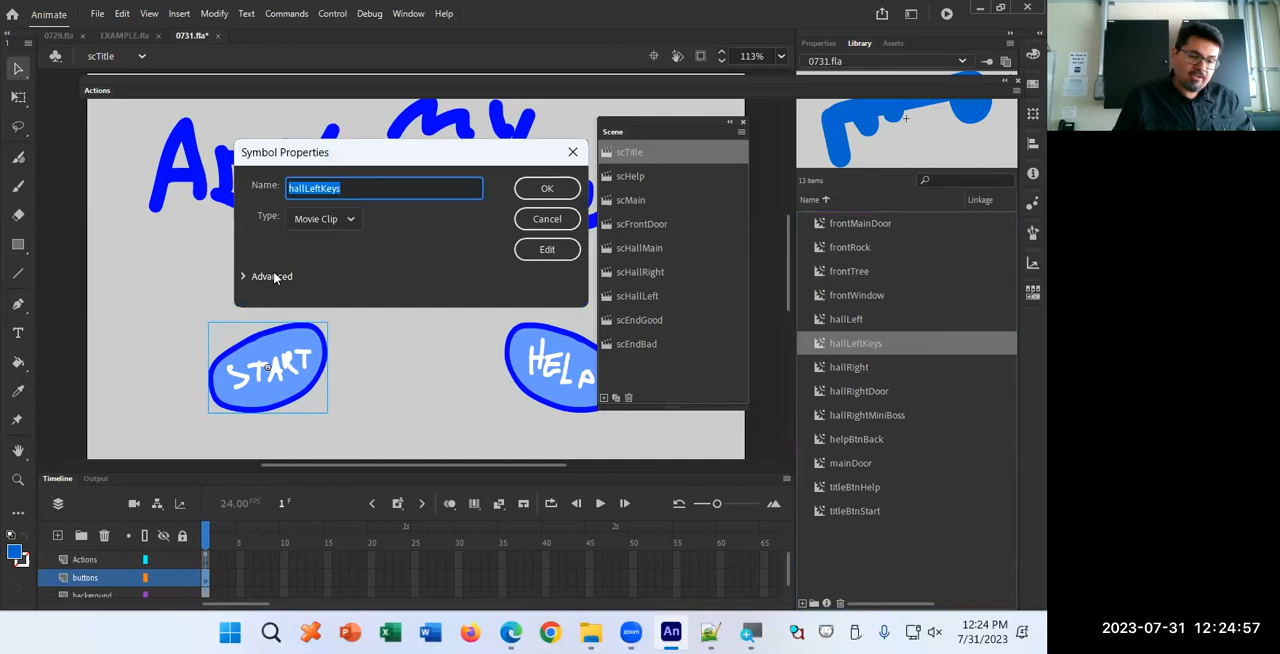 Animate File Edit View Insert Modify Text Commands Control Debug Window Help
0729.fla × EXAMPLE.fla × 0731.fla* ×
scTitle 113%
Properties Library Assets
0731.fla
Actions
Scene
scTitle
scHelp
scMain
scFrontDoor
scHallMain
scHallRight
scHallLeft
scEndGood
scEndBad
Symbol Properties
Name: hallLeftKeys OK
Type: Movie Clip Cancel
Edit
Advanced
START
HELP
13 items
Name Linkage
frontMainDoor
frontRock
frontTree
frontWindow
hallLeft
hallLeftKeys
hallRight
hallRightDoor
hallRightMiniBoss
helpBtnBack
mainDoor
titleBtnHelp
titleBtnStart
Timeline Output
24.00 FPS 1 F
1s 2s
5 10 15 20 25 30 35 40 45 50 55 60 65
Actions
buttons
background
12:24 PM
7/31/2023
2023-07-31 12:24:57